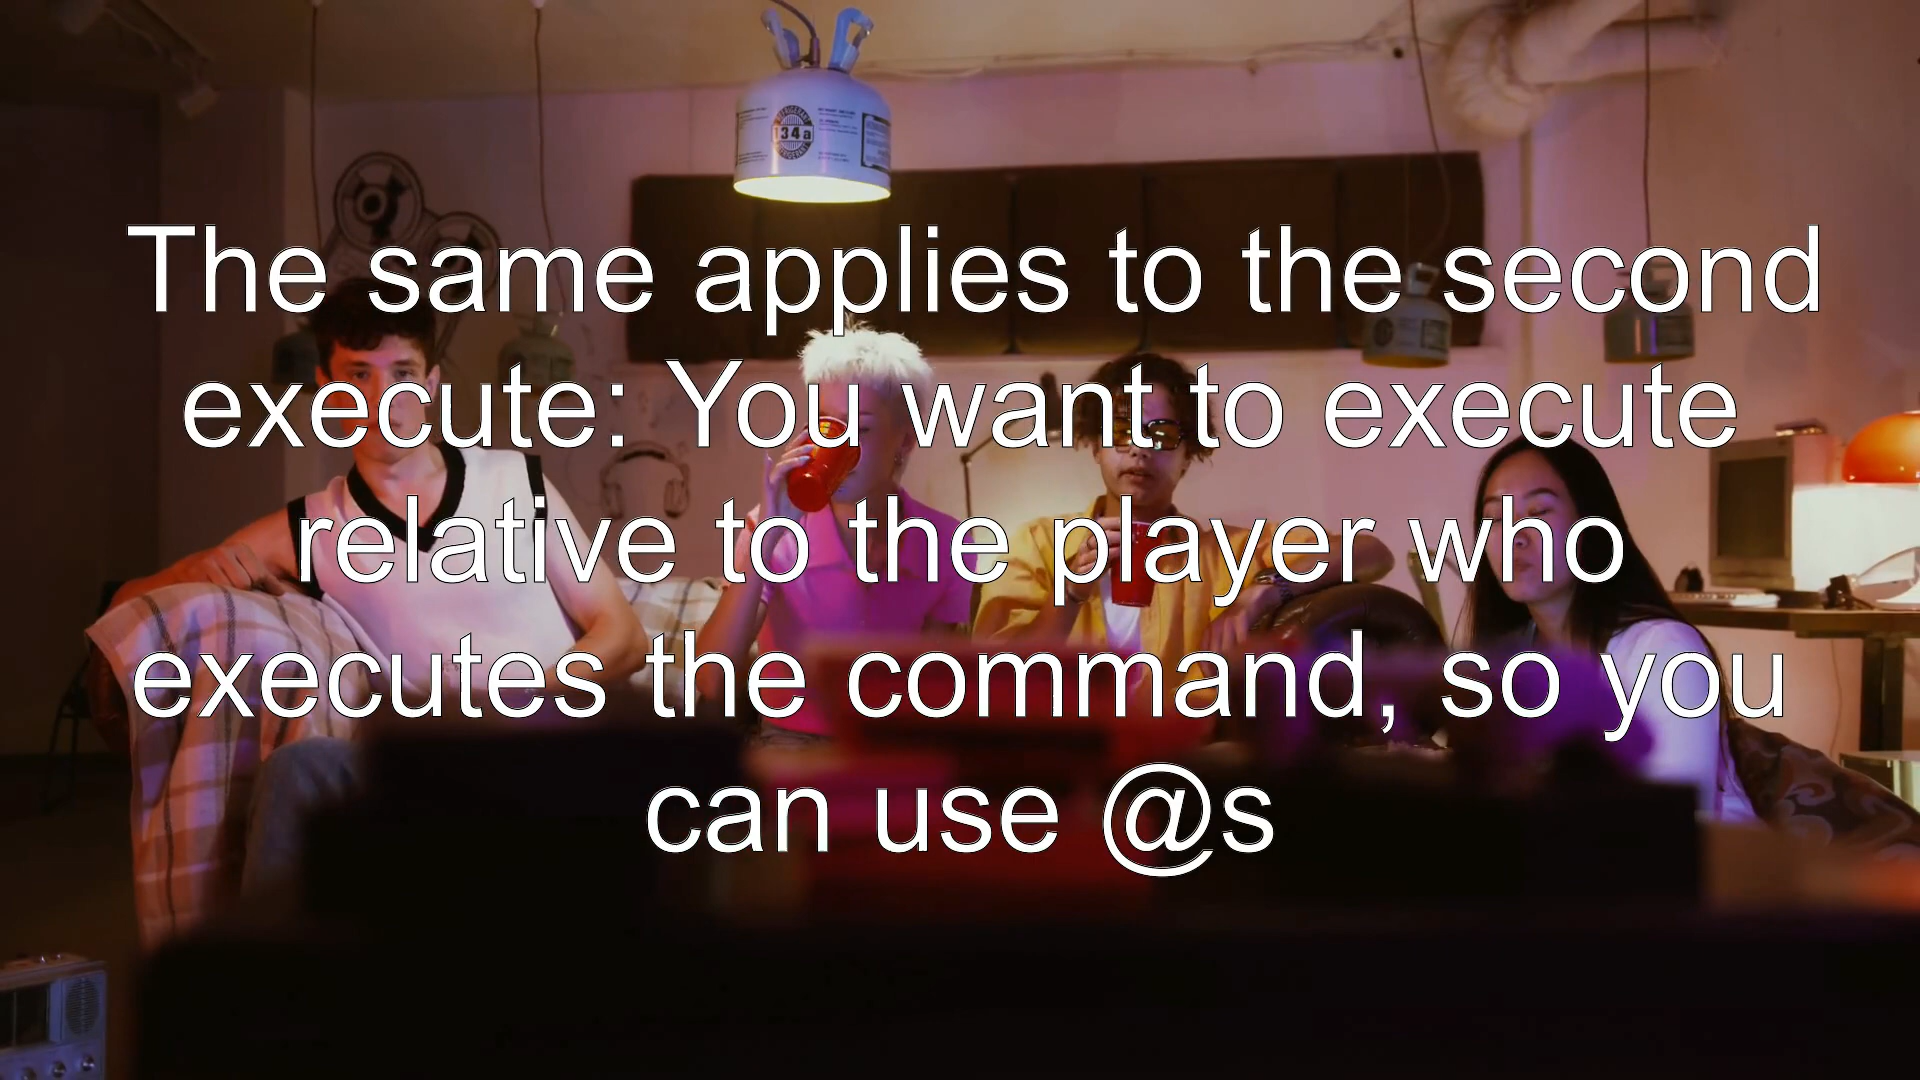 134a
The same applies to the second
execute: You want to execute
relative to the player who
executes the command, so you
can use @s